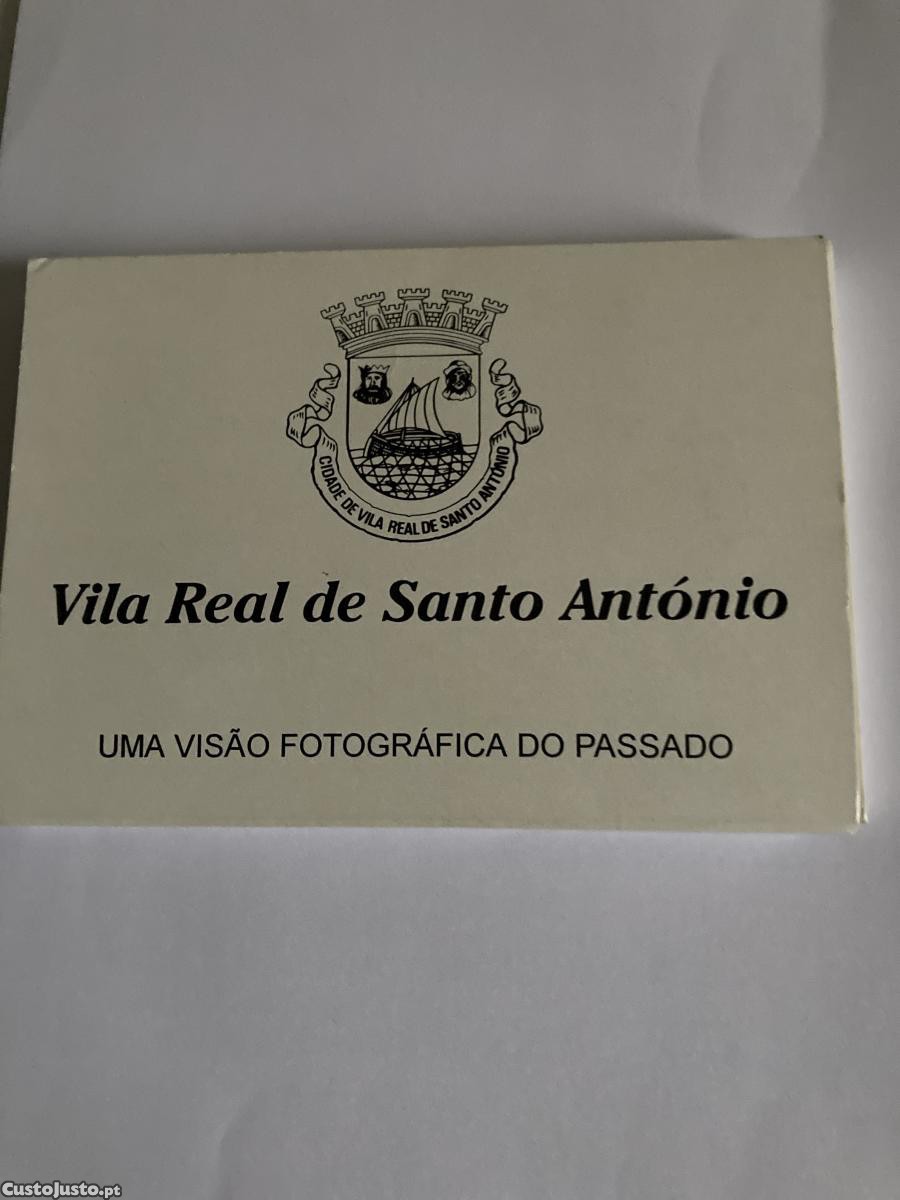 CIDADE DE VILA REAL DE SANTO ANTÓNIO
Vila Real de Santo António
UMA VISÃO FOTOGRÁFICA DO PASSADO
CustoJusto.pt